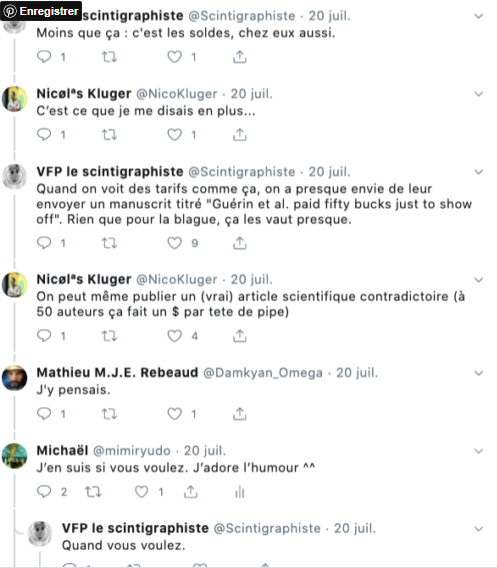 Enregistrer
scintigraphiste @Scintigraphiste · 20 juil.
Moins que ça : c'est les soldes, chez eux aussi.
1 1
Nicølªs Kluger @NicoKluger · 20 juil.
C'est ce que je me disais en plus...
1 1
VFP le scintigraphiste @Scintigraphiste · 20 juil.
Quand on voit des tarifs comme ça, on a presque envie de leur
envoyer un manuscrit titré "Guérin et al. paid fifty bucks just to show
off". Rien que pour la blague, ça les vaut presque.
1 9
Nicølªs Kluger @NicoKluger · 20 juil.
On peut même publier un (vrai) article scientifique contradictoire (à
50 auteurs ça fait un $ par tete de pipe)
1 4
Mathieu M.J.E. Rebeaud @Damkyan_Omega · 20 juil.
J'y pensais.
1 1
Michaël @mimiryudo · 20 juil.
J'en suis si vous voulez. J'adore l'humour ^^
2 1
VFP le scintigraphiste @Scintigraphiste · 20 juil.
Quand vous voulez.